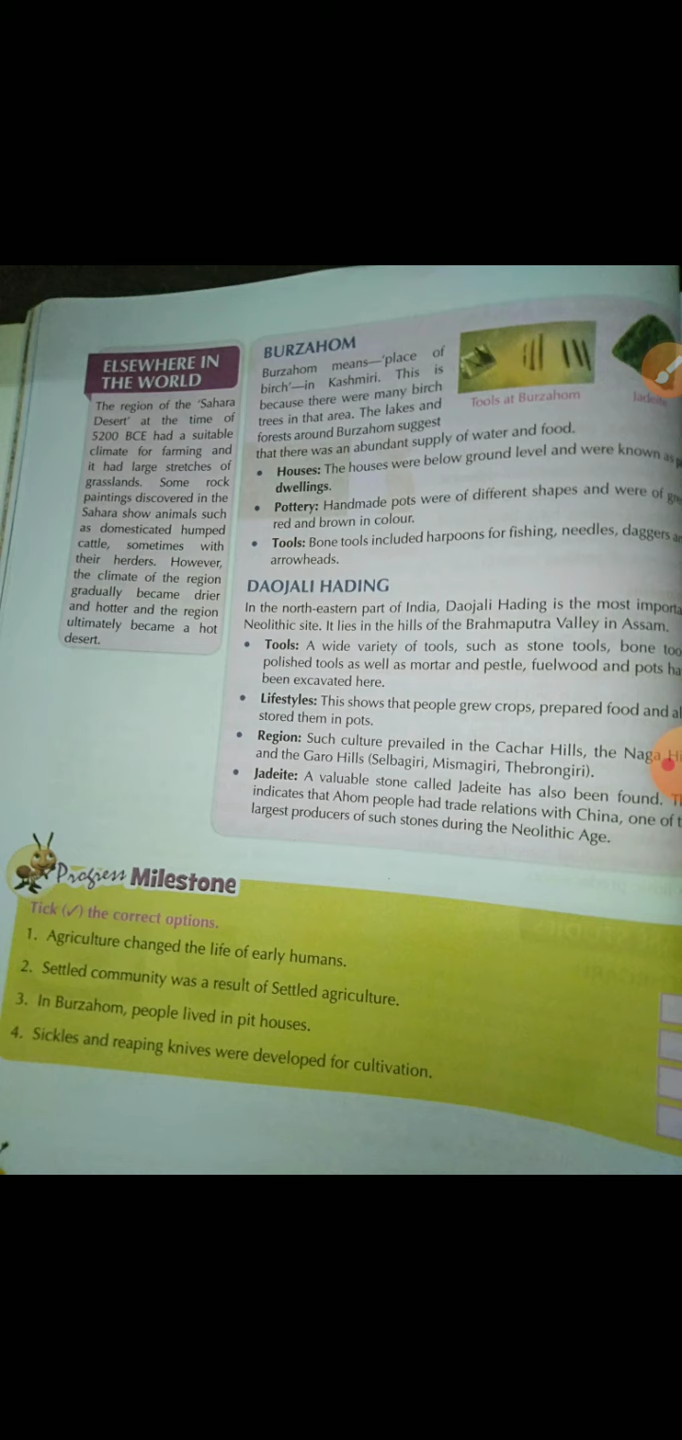 ELSEWHERE IN
THE WORLD
The region of the 'Sahara
Desert' at the time of
5200 BCE had a suitable
climate for farming and
it had large stretches of
grasslands. Some rock
paintings discovered in the
Sahara show animals such
as domesticated humped
cattle, sometimes with
their herders. However,
the climate of the region
gradually became drier
and hotter and the region
ultimately became a hot
desert.
BURZAHOM
Burzahom means—'place of
birch'—in Kashmiri. This is
because there were many birch
trees in that area. The lakes and
forests around Burzahom suggest
that there was an abundant supply of water and food.
Tools at Burzahom
• Houses: The houses were below ground level and were known as
dwellings.
• Pottery: Handmade pots were of different shapes and were of
red and brown in colour.
• Tools: Bone tools included harpoons for fishing, needles, daggers
arrowheads.
DAOJALI HADING
In the north-eastern part of India, Daojali Hading is the most
Neolithic site. It lies in the hills of the Brahmaputra Valley in Assam.
• Tools: A wide variety of tools, such as stone tools, bone
polished tools as well as mortar and pestle, fuelwood and pots
been excavated here.
• Lifestyles: This shows that people grew crops, prepared food and
stored them in pots.
• Region: Such culture prevailed in the Cachar Hills, the Naga
and the Garo Hills (Selbagiri, Mismagiri, Thebrongiri).
• Jadeite: A valuable stone called Jadeite has also been found.
indicates that Ahom people had trade relations with China, one of
largest producers of such stones during the Neolithic Age.
Progress Milestone
Tick (✓) the correct options.
1. Agriculture changed the life of early humans.
2. Settled community was a result of Settled agriculture.
3. In Burzahom, people lived in pit houses.
4. Sickles and reaping knives were developed for cultivation.